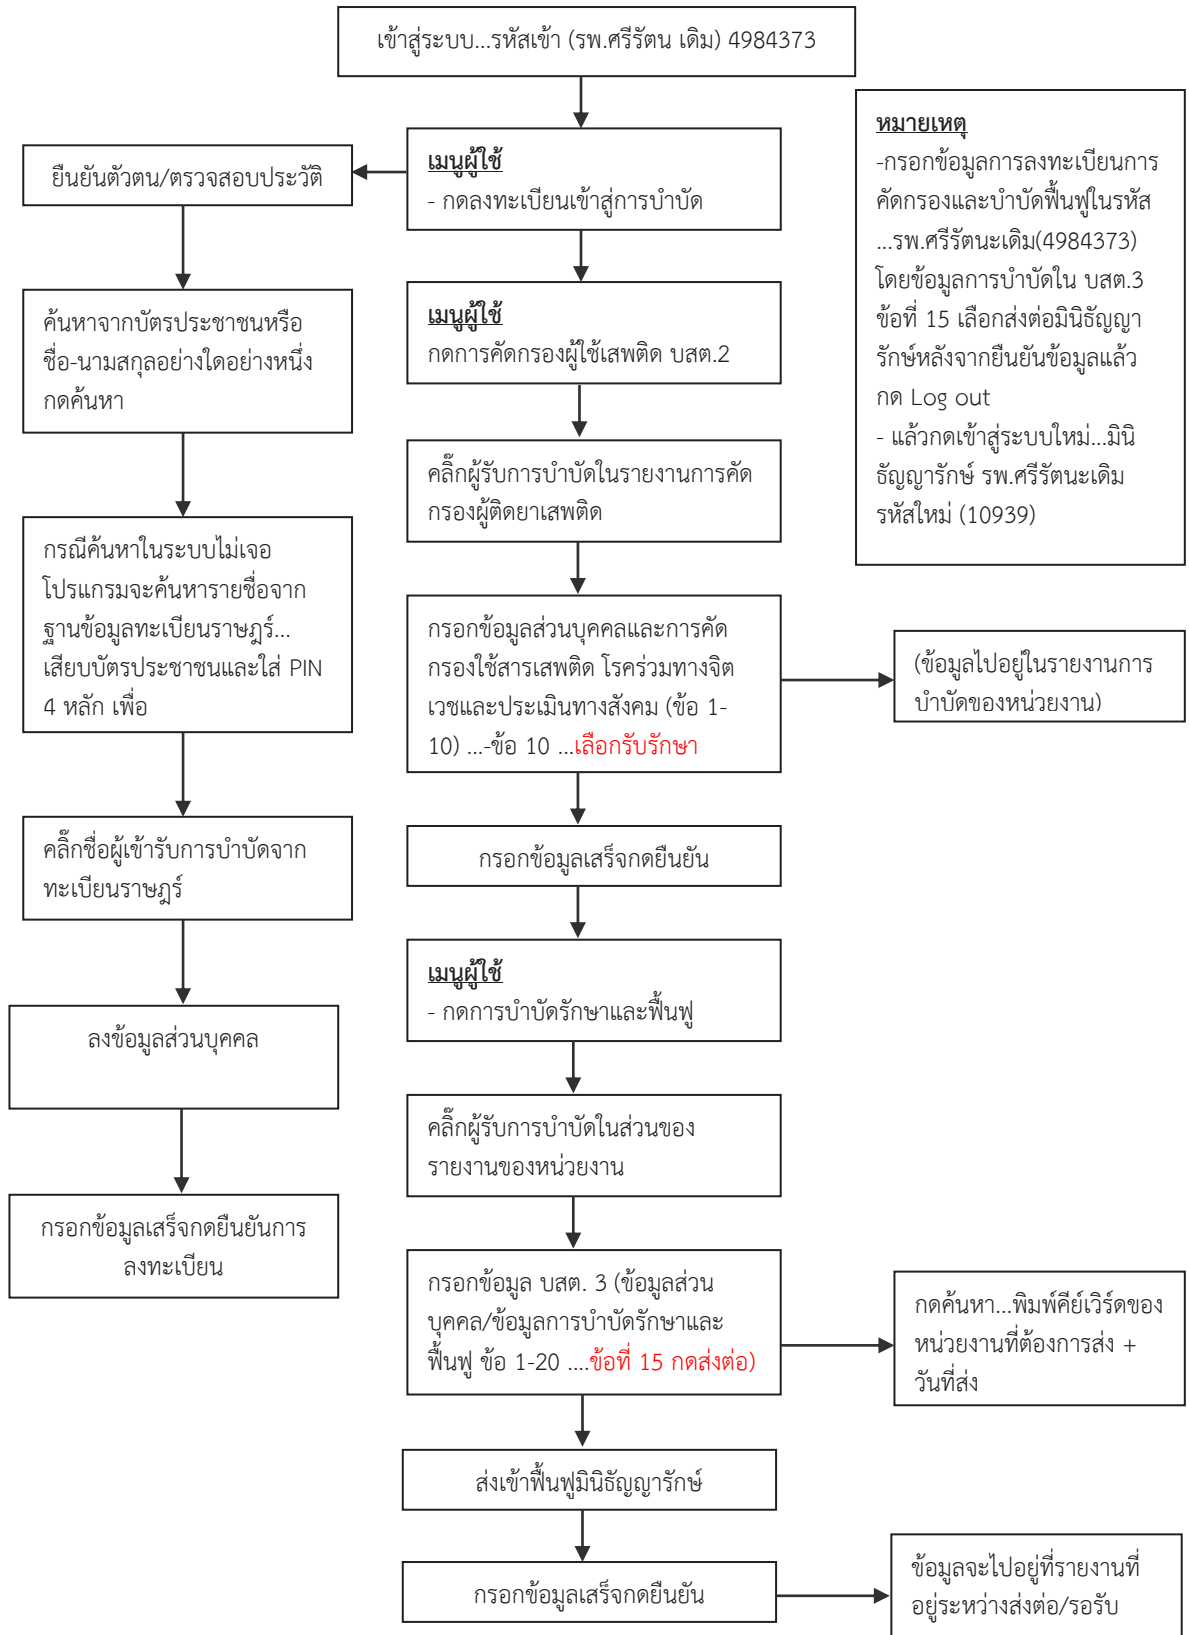 เข้าสู่ระบบ...รหัสเข้า (รพ.ศรีรัตน เดิม) 4984373
เมนูผู้ใช้
- กดลงทะเบียนเข้าสู่การบำบัด
ยืนยันตัวตน/ตรวจสอบประวัติ
ค้นหาจากบัตรประชาชนหรือ
ชื่อ-นามสกุลอย่างใดอย่างหนึ่ง
กดค้นหา
กรณีค้นหาในระบบไม่เจอ
โปรแกรมจะค้นหารายชื่อจาก
ฐานข้อมูลทะเบียนราษฎร์...
เสียบบัตรประชาชนและใส่ PIN
4 หลัก เพื่อ
คลิ๊กชื่อผู้เข้ารับการบำบัดจาก
ทะเบียนราษฎร์
ลงข้อมูลส่วนบุคคล
กรอกข้อมูลเสร็จกดยืนยันการ
ลงทะเบียน
เมนูผู้ใช้
กดการคัดกรองผู้ใช้เสพติด บสต.2
คลิ๊กผู้รับการบำบัดในรายงานการคัด
กรองผู้ติดยาเสพติด
กรอกข้อมูลส่วนบุคคลและการคัด
กรองใช้สารเสพติด โรคร่วมทางจิต
เวชและประเมินทางสังคม (ข้อ 1-
10) ...-ข้อ 10 ...เลือกรับรักษา
(ข้อมูลไปอยู่ในรายงานการ
บำบัดของหน่วยงาน)
กรอกข้อมูลเสร็จกดยืนยัน
เมนูผู้ใช้
- กดการบำบัดรักษาและฟื้นฟู
คลิ๊กผู้รับการบำบัดในส่วนของ
รายงานของหน่วยงาน
กรอกข้อมูล บสต. 3 (ข้อมูลส่วน
บุคคล/ข้อมูลการบำบัดรักษาและ
ฟื้นฟู ข้อ 1-20 ....ข้อที่ 15 กดส่งต่อ)
กดค้นหา...พิมพ์คีย์เวิร์ดของ
หน่วยงานที่ต้องการส่ง +
วันที่ส่ง
ส่งเข้าฟื้นฟูมินิธัญญารักษ์
กรอกข้อมูลเสร็จกดยืนยัน
ข้อมูลจะไปอยู่ที่รายงานที่
อยู่ระหว่างส่งต่อ/รอรับ
หมายเหตุ
-กรอกข้อมูลการลงทะเบียนการ
คัดกรองและบำบัดฟื้นฟูในรหัส
...รพ.ศรีรัตนะเดิม(4984373)
โดยข้อมูลการบำบัดใน บสต.3
ข้อที่ 15 เลือกส่งต่อมินิธัญญา
รักษ์หลังจากยืนยันข้อมูลแล้ว
กด Log out
- แล้วกดเข้าสู่ระบบใหม่...มินิ
ธัญญารักษ์ รพ.ศรีรัตนะเดิม
รหัสใหม่ (10939)